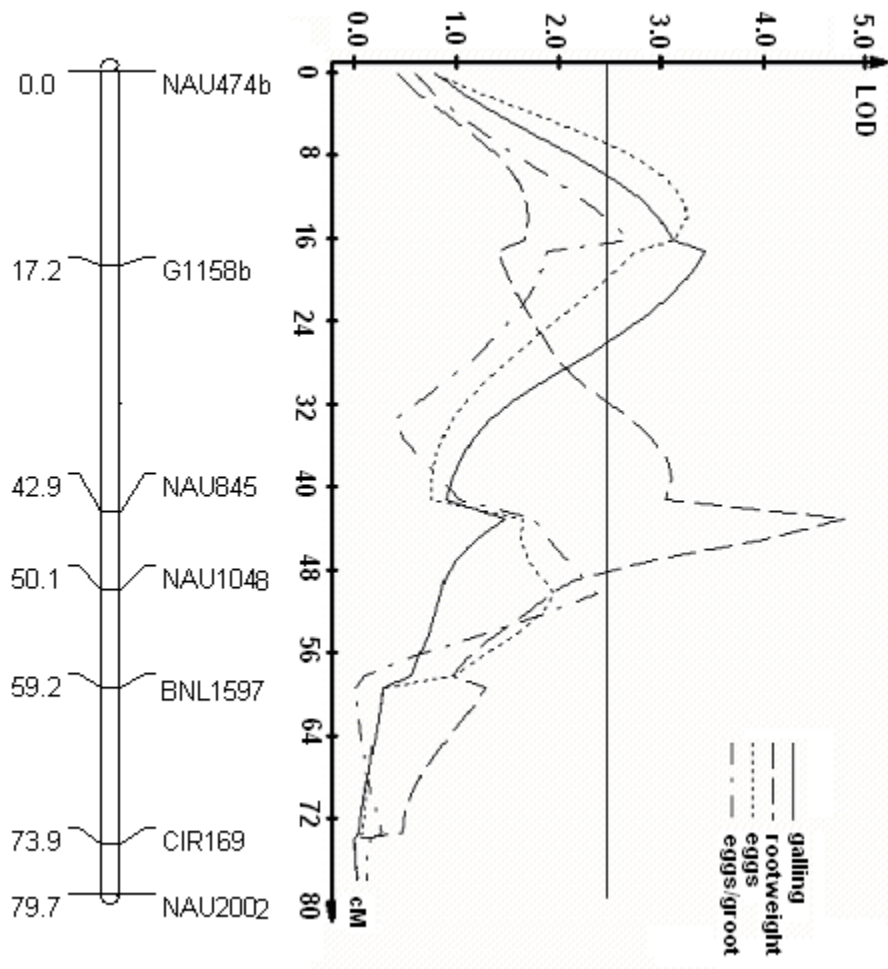 0.0 NAU474b
17.2 G1158b
42.9 NAU845
50.1 NAU1048
59.2 BNL1597
73.9 CIR169
79.7 NAU2002
0.0 1.0 2.0 3.0 4.0 5.0
LOD
0
8
16
24
32
40
48
56
64
72
80
cM
galling
rootweight
eggs
eggs/groot